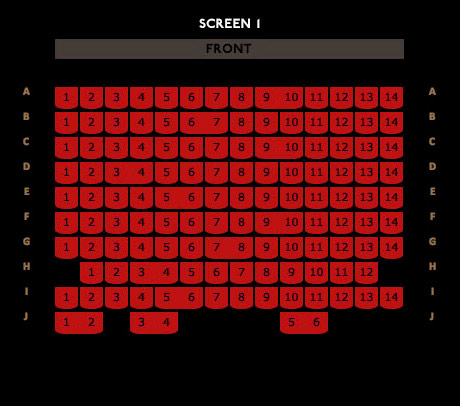 SCREEN 1
FRONT
A 1 2 3 4 5 6 7 8 9 10 11 12 13 14 A
B 1 2 3 4 5 6 7 8 9 10 11 12 13 14 B
C 1 2 3 4 5 6 7 8 9 10 11 12 13 14 C
D 1 2 3 4 5 6 7 8 9 10 11 12 13 14 D
E 1 2 3 4 5 6 7 8 9 10 11 12 13 14 E
F 1 2 3 4 5 6 7 8 9 10 11 12 13 14 F
G 1 2 3 4 5 6 7 8 9 10 11 12 13 14 G
H 1 2 3 4 5 6 7 8 9 10 11 12 H
I 1 2 3 4 5 6 7 8 9 10 11 12 13 14 I
J 1 2 3 4 5 6 J